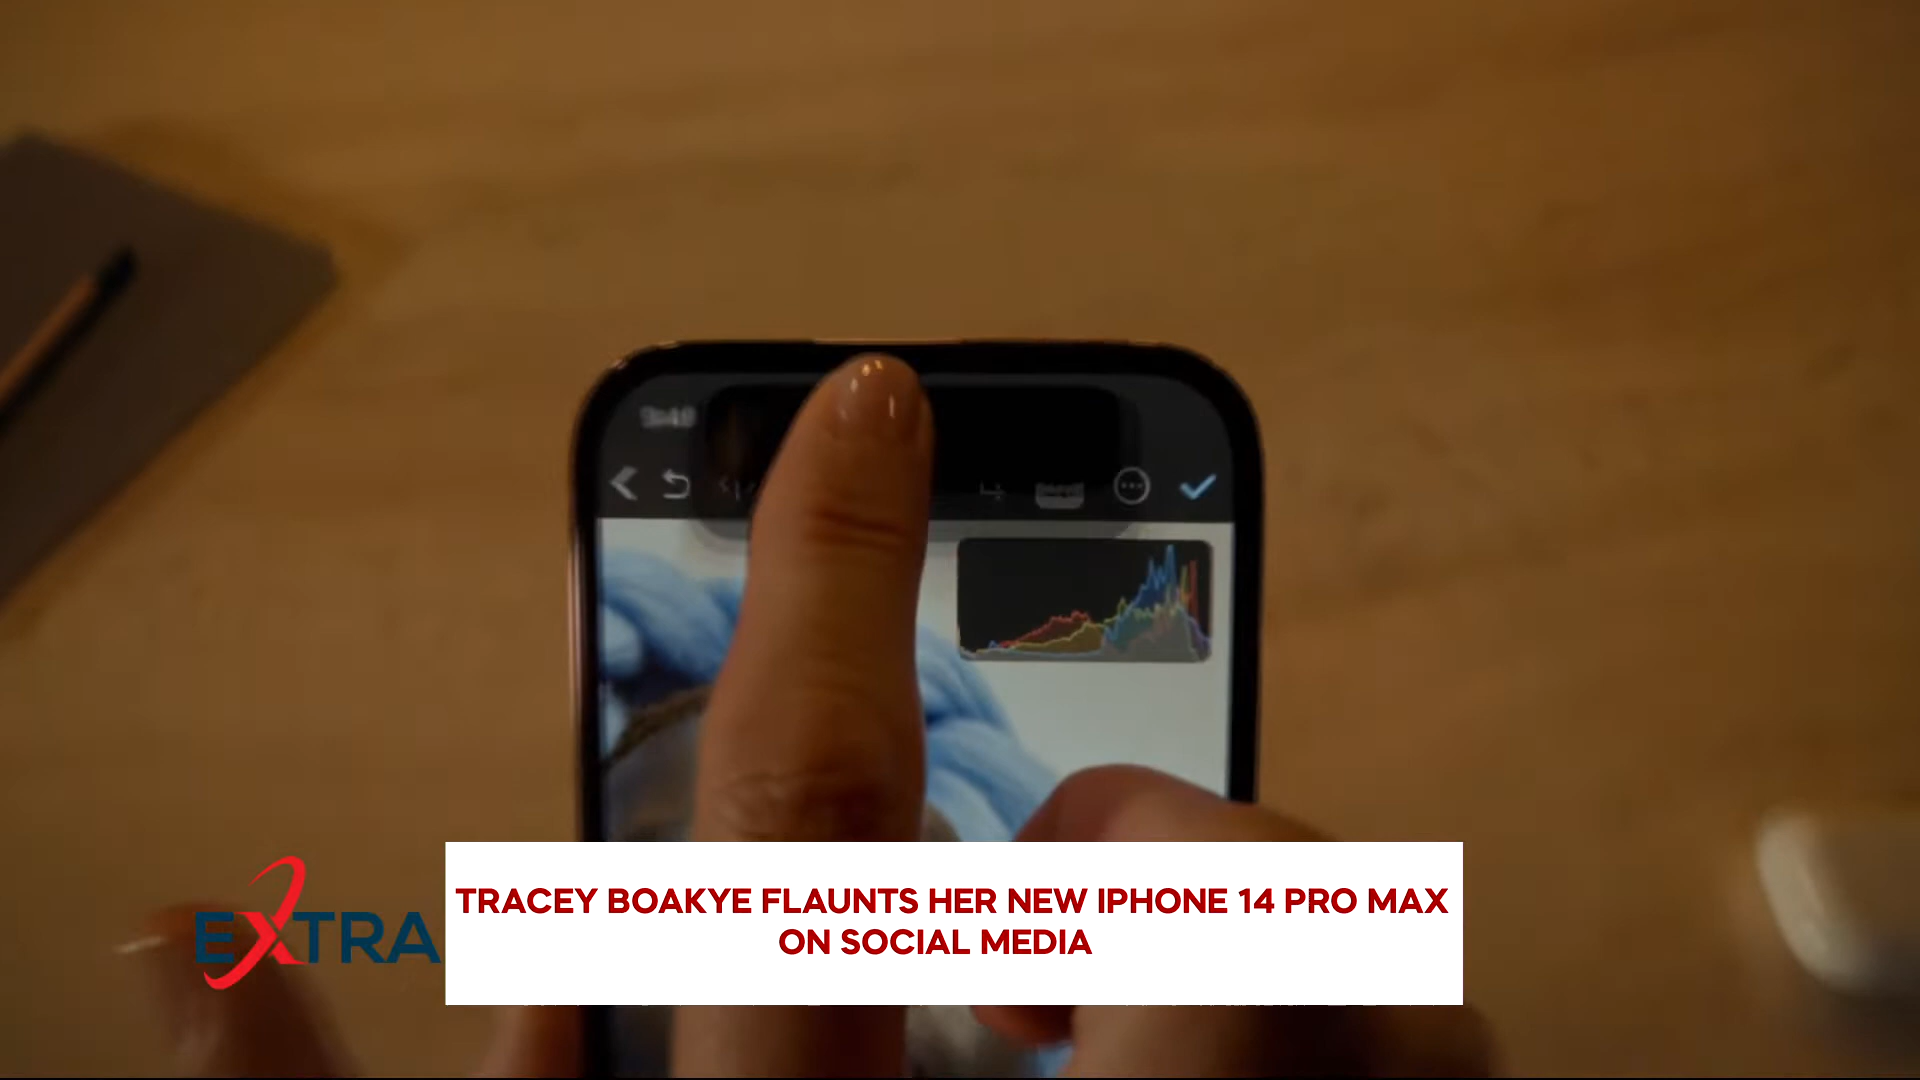 EXTRA
TRACEY BOAKYE FLAUNTS HER NEW IPHONE 14 PRO MAX
ON SOCIAL MEDIA